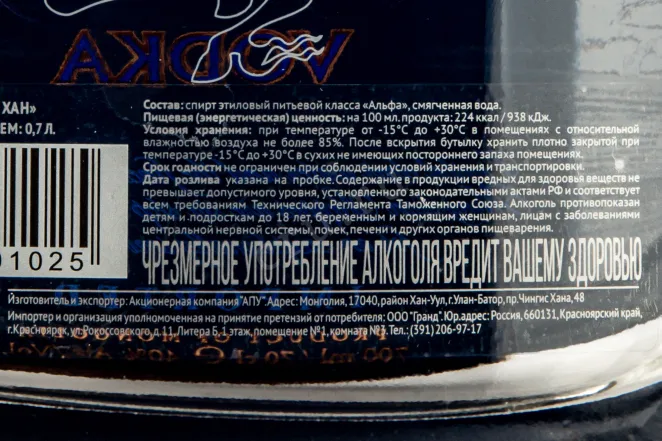 VODKA
ХАН»
ЕМ: 0,7 Л.
01025
Состав: спирт этиловый питьевой класса «Альфа», смягченная вода.
Пищевая (энергетическая) ценность: на 100 мл. продукта: 224 ккал / 938 кДж.
Условия хранения: при температуре от -15°С до +30°С в помещениях с относительной
влажностью воздуха не более 85%. После вскрытия бутылку хранить плотно закрытой при
температуре -15°С до +30°С в сухих не имеющих постороннего запаха помещениях.
Срок годности не ограничен при соблюдении условий хранения и транспортировки.
Дата розлива указана на пробке. Содержание в продукции вредных для здоровья веществ не
превышает допустимого уровня, установленного законодательными актами РФ и соответствует
всем требованиям Технического Регламента Таможенного Союза. Алкоголь противопоказан
детям и подросткам до 18 лет, беременным и кормящим женщинам, лицам с заболеваниями
центральной нервной системы, почек, печени и других органов пищеварения.
ЧРЕЗМЕРНОЕ УПОТРЕБЛЕНИЕ АЛКОГОЛЯ ВРЕДИТ ВАШЕМУ ЗДОРОВЬЮ
Изготовитель и экспортер: Акционерная компания "АПУ". Адрес: Монголия, 17040, район Хан-Уул, г.Улан-Батор, пр.Чингис Хана, 48
Импортер и организация уполномоченная на принятие претензий от потребителя: ООО "Гранд". Юр.адрес: Россия, 660131, Красноярский край,
г.Красноярск, ул.Рокоссовского, д.11, Литера 5,1 этаж, помещение №1, комната №3. Тел.: (391) 206-97-17